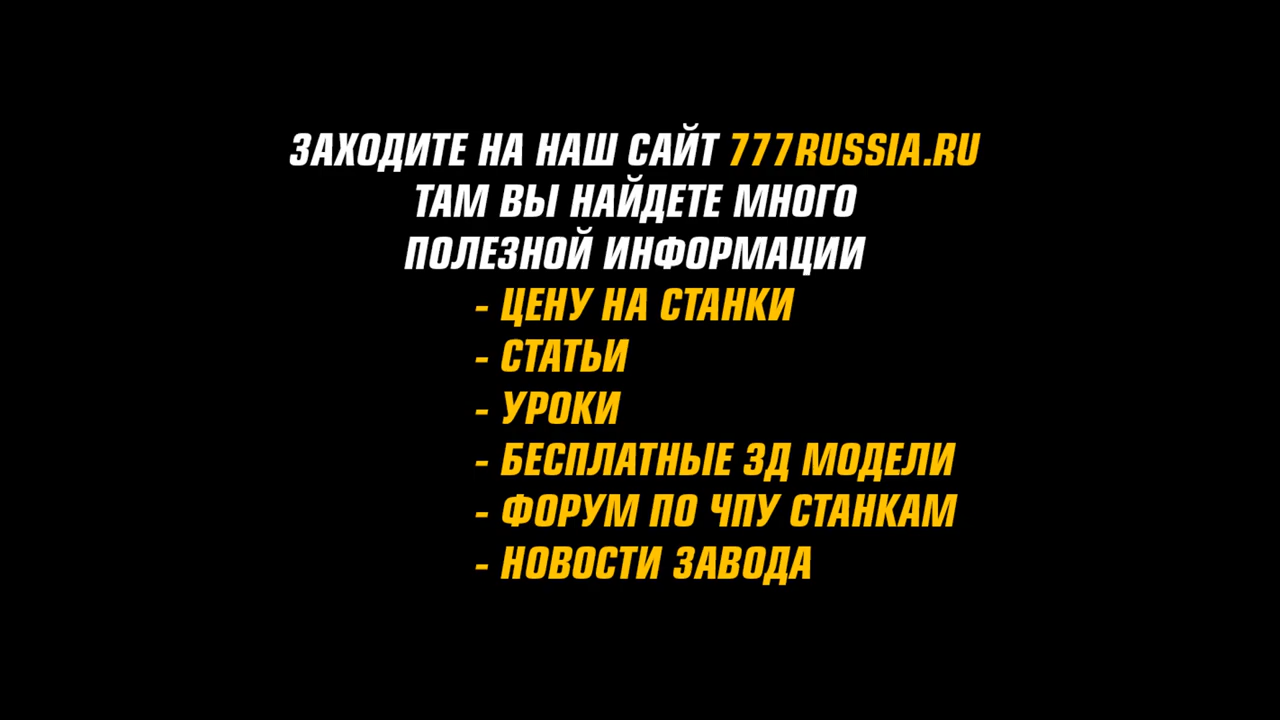 ЗАХОДИТЕ НА НАШ САЙТ 777RUSSIA.RU
ТАМ ВЫ НАЙДЕТЕ МНОГО
ПОЛЕЗНОЙ ИНФОРМАЦИИ
- ЦЕНУ НА СТАНКИ
- СТАТЬИ
- УРОКИ
- БЕСПЛАТНЫЕ 3Д МОДЕЛИ
- ФОРУМ ПО ЧПУ СТАНКАМ
- НОВОСТИ ЗАВОДА